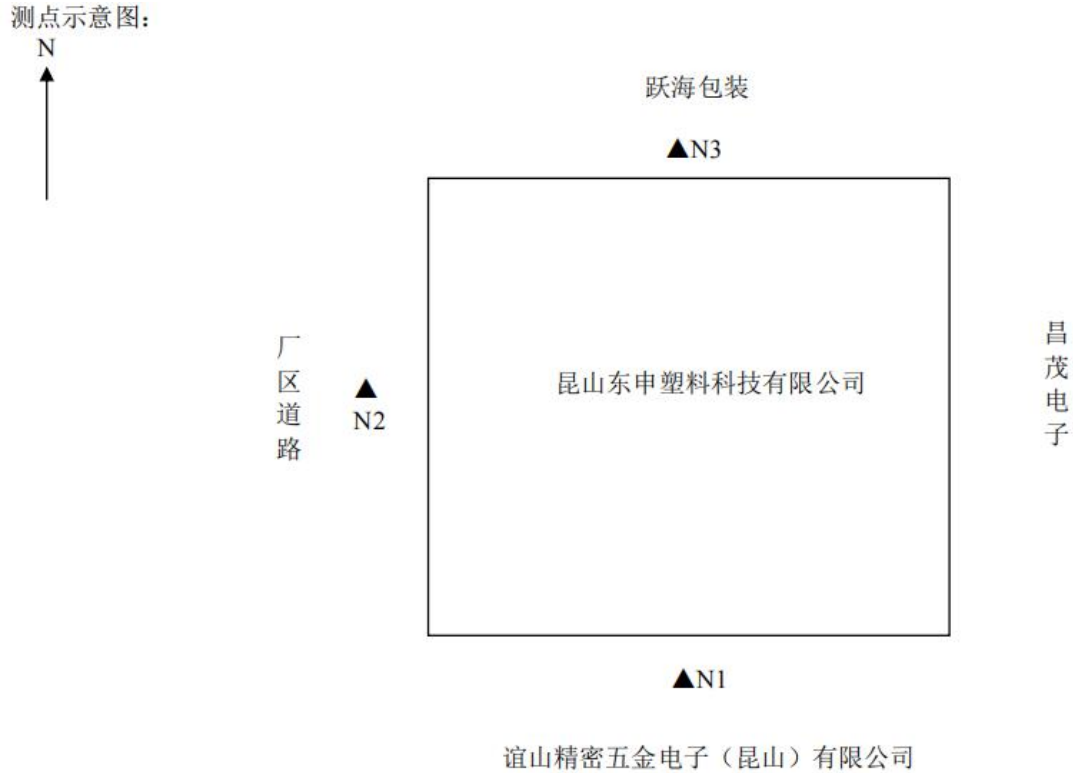 测点示意图：
N
跃海包装
▲N3
厂区道路
▲
N2
昆山东申塑料科技有限公司
昌茂电子
▲N1
谊山精密五金电子（昆山）有限公司